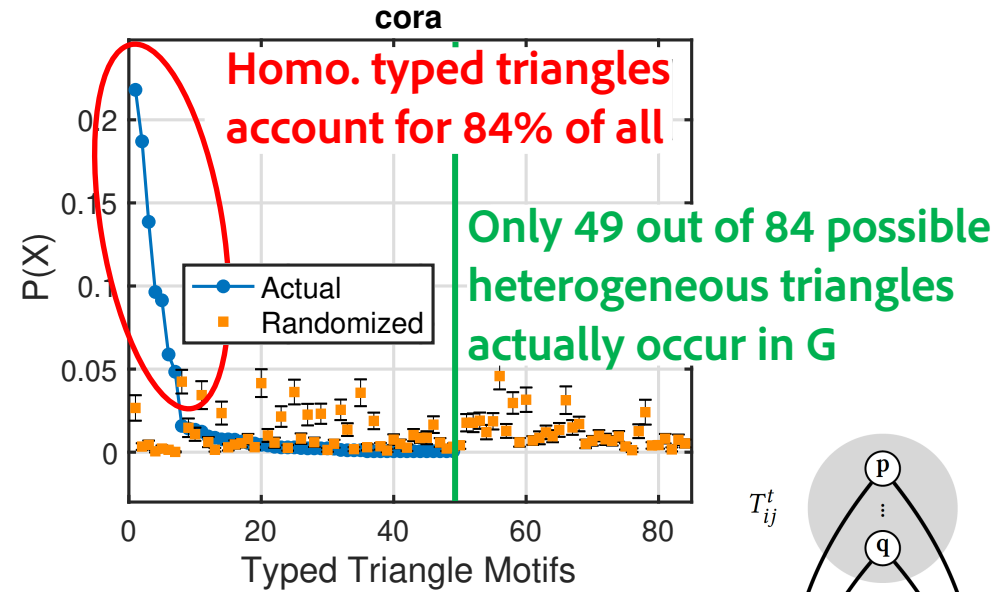 cora
Homo. typed triangles
account for 84% of all
Only 49 out of 84 possible
heterogeneous triangles
actually occur in G
P(X)
0.2
0.15
0.1
0.05
0
Actual
Randomized
0 20 40 60 80
Typed Triangle Motifs
T^t_ij
p
⋮
q